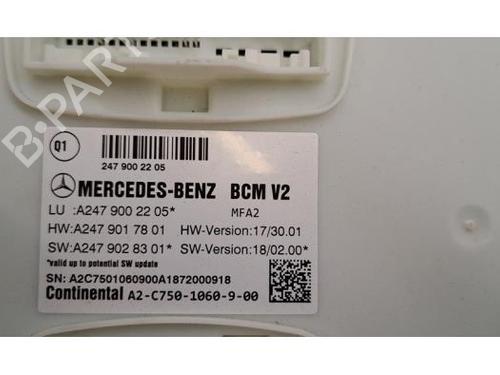 Q1
247 900 22 05
MERCEDES-BENZ BCM V2
LU :A247 900 22 05* MFA2
HW:A247 901 78 01 HW-Version:17/30.01
SW:A247 902 83 01* SW-Version:18/02.00*
*valid up to potential SW update
SN: A2C7501060900A1872000918
Continental A2-C750-1060-9-00
B-PARTS